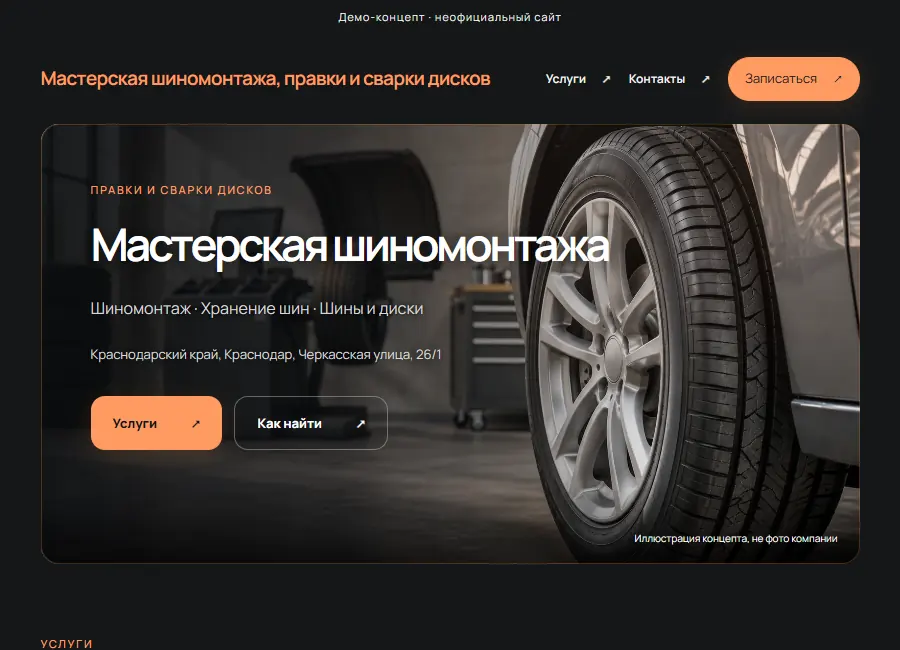 Демо-концепт · неофициальный сайт
Мастерская шиномонтажа, правки и сварки дисков
Услуги ↗ Контакты ↗ Записаться ↗
ПРАВКИ И СВАРКИ ДИСКОВ
Мастерская шиномонтажа
Шиномонтаж · Хранение шин · Шины и диски
Краснодарский край, Краснодар, Черкасская улица, 26/1
Услуги ↗ Как найти ↗
Иллюстрация концепта, не фото компании
УСЛУГИ